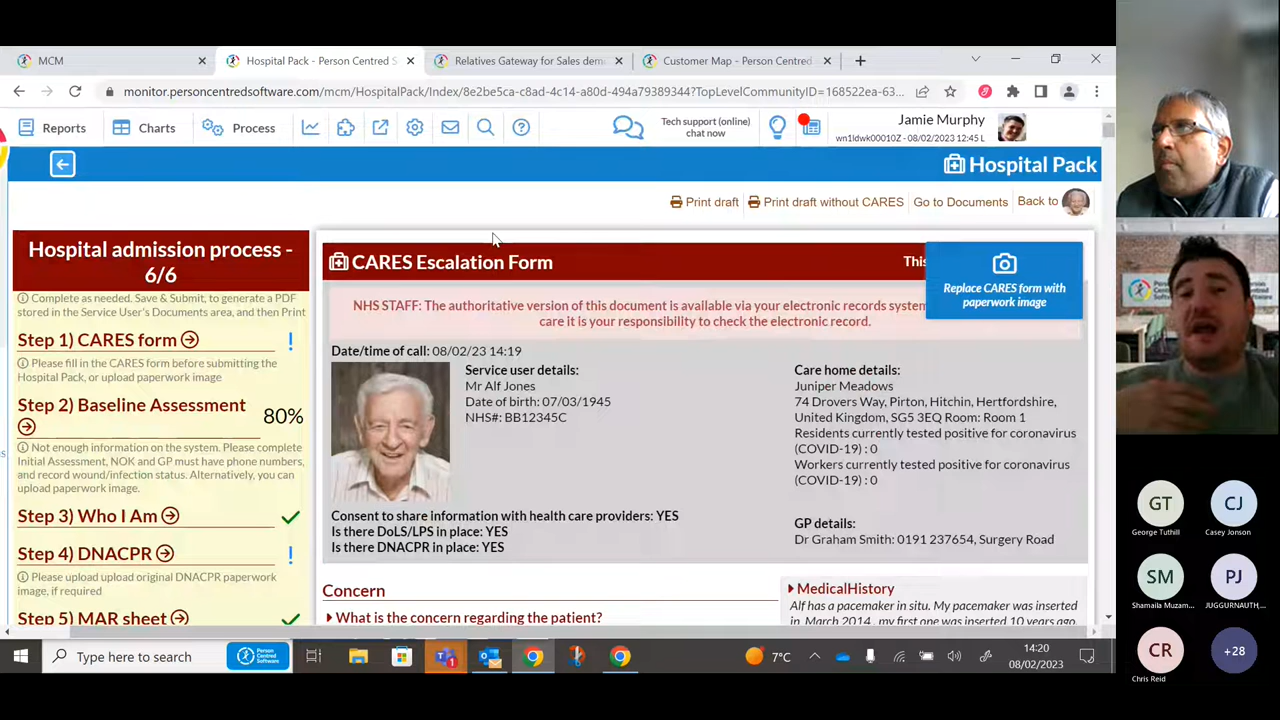 MCM
Hospital Pack - Person Centred S
Relatives Gateway for Sales dem
Customer Map - Person Centred
monitor.personcentredsoftware.com/mcm/HospitalPack/Index/8e2be5ca-c8ad-4c14-a80d-494a79389344?TopLevelCommunityID=168522ea-63...
Reports
Charts
Process
Tech support (online)
chat now
Jamie Murphy
wn1ldwk00010Z - 08/02/2023 12:45 L
Hospital Pack
Print draft
Print draft without CARES
Go to Documents
Back to
Hospital admission process -
6/6
Complete as needed. Save & Submit, to generate a PDF
stored in the Service User's Documents area, and then Print
Step 1) CARES form
!
Please fill in the CARES form before submitting the
Hospital Pack, or upload paperwork image
Step 2) Baseline Assessment
80%
Not enough information on the system. Please complete
Initial Assessment, NOK and GP must have phone numbers,
and record wound/infection status. Alternatively, you can
upload paperwork image.
Step 3) Who I Am
Step 4) DNACPR
!
Please upload upload original DNACPR paperwork
image, if required
Step 5) MAR sheet
CARES Escalation Form
This
Replace CARES form with
paperwork image
NHS STAFF: The authoritative version of this document is available via your electronic records system
care it is your responsibility to check the electronic record.
Date/time of call: 08/02/23 14:19
Service user details:
Mr Alf Jones
Date of birth: 07/03/1945
NHS#: BB12345C
Care home details:
Juniper Meadows
74 Drovers Way, Pirton, Hitchin, Hertfordshire,
United Kingdom, SG5 3EQ Room: Room 1
Residents currently tested positive for coronavirus
(COVID-19) : 0
Workers currently tested positive for coronavirus
(COVID-19) : 0
GP details:
Dr Graham Smith: 0191 237654, Surgery Road
Consent to share information with health care providers: YES
Is there DoLS/LPS in place: YES
Is there DNACPR in place: YES
Concern
What is the concern regarding the patient?
MedicalHistory
Alf has a pacemaker in situ. My pacemaker was inserted
in March 2014 , my first one was inserted 10 years ago.
Type here to search
Person
Centred
Software
7°C
14:20
08/02/2023
GT
George Tuthill
CJ
Casey Jonson
SM
Shamaila Muzam...
PJ
JUGGURNAUTH,...
CR
Chris Reid
+28